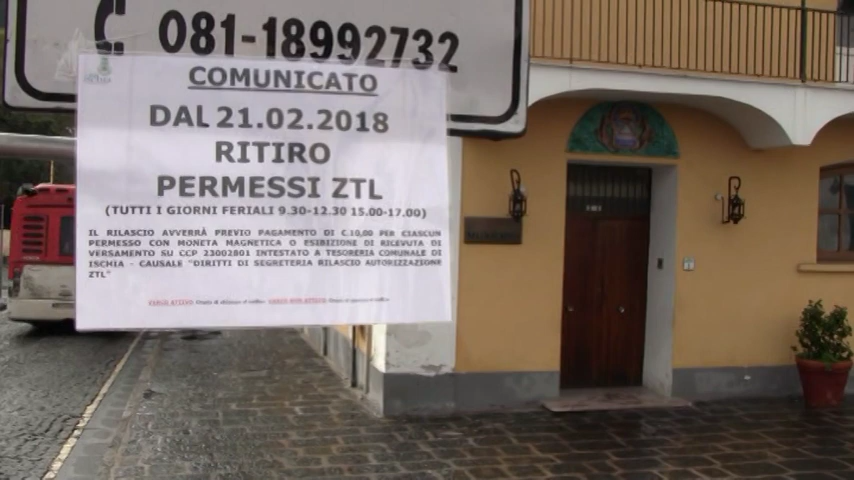 081-18992732
COMUNICATO
DAL 21.02.2018
RITIRO
PERMESSI ZTL
(TUTTI I GIORNI FERIALI 9.30-12.30 15.00-17.00)
IL RILASCIO AVVERRÀ PREVIO PAGAMENTO DI €.10,00 PER CIASCUN
PERMESSO CON MONETA MAGNETICA O ESIBIZIONE DI RICEVUTA DI
VERSAMENTO SU CCP 23002801 INTESTATO A TESORERIA COMUNALE DI
ISCHIA - CAUSALE "DIRITTI DI SEGRETERIA RILASCIO AUTORIZZAZIONE
ZTL"